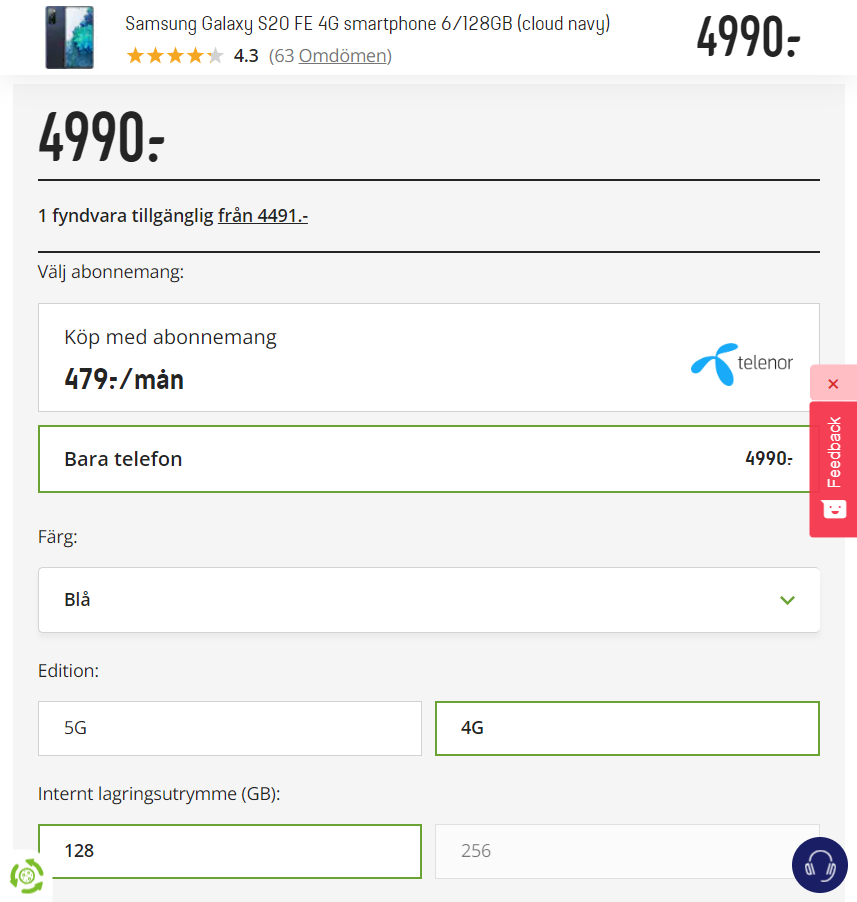 Samsung Galaxy S20 FE 4G smartphone 6/128GB (cloud navy)
4.3 (63 Omdömen)
4990:-
4990:-
1 fyndvara tillgänglig från 4491.-
Välj abonnemang:
Köp med abonnemang
479:-/mån
telenor
Bara telefon
4990:-
Feedback
Färg:
Blå
Edition:
5G
4G
Internt lagringsutrymme (GB):
128
256